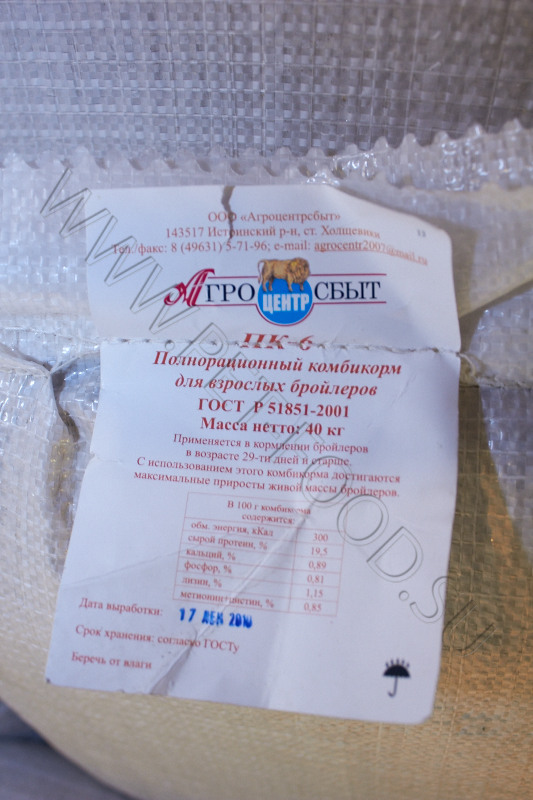 ООО «Агроцентрсбыт»
143517 Истринский р-н, ст. Холщевики
Тел./факс: 8 (49631) 5-71-96; e-mail: agrocentr2007@mail.ru
АГРО ЦЕНТР СБЫТ
ПК-6
Полнорационный комбикорм
для взрослых бройлеров
ГОСТ Р 51851-2001
Масса нетто: 40 кг
Применяется в кормлении бройлеров
в возрасте 29-ти дней и старше.
С использованием этого комбикорма достигаются
максимальные приросты живой массы бройлеров.
В 100 г комбикорма
содержится:
обм. энергия, кКал 300
сырой протеин, % 19,5
кальций, % 0,89
фосфор, % 0,81
лизин, % 1,15
метионин+цистин, % 0,85
Дата выработки: 17 ДЕК 2010
Срок хранения: согласно ГОСТу
Беречь от влаги
WWW.PETFOOD.SU